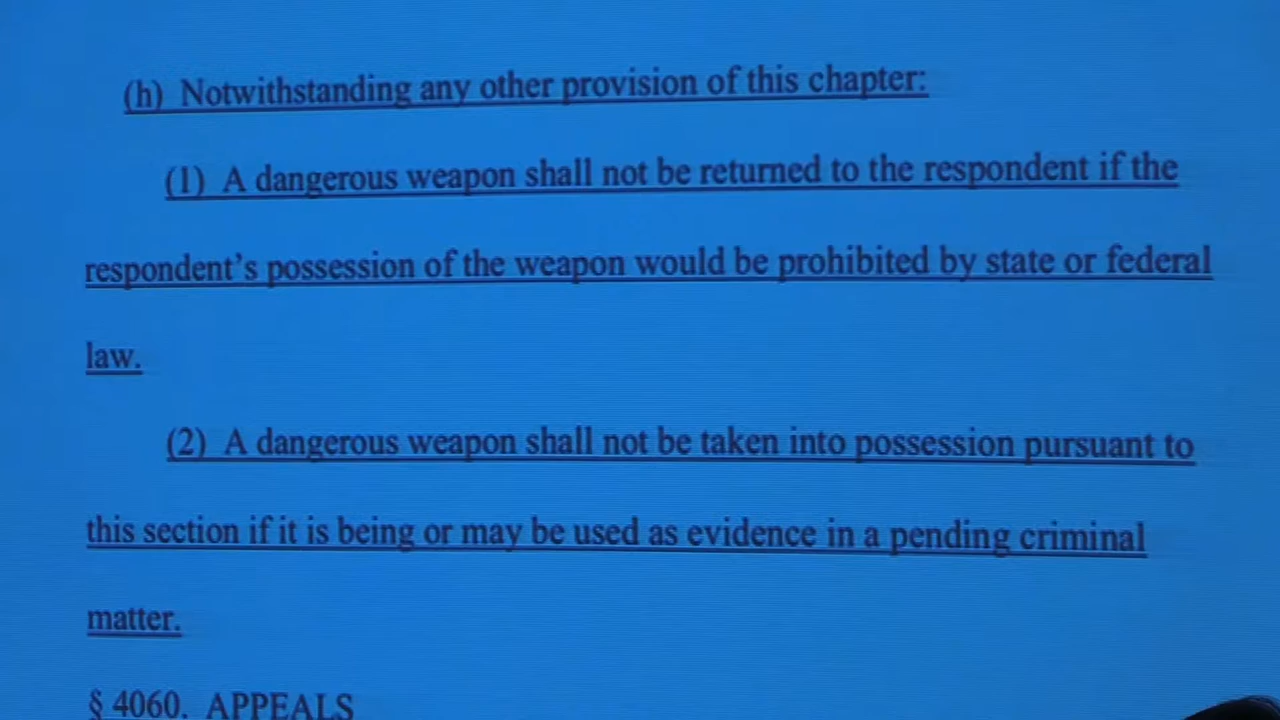 (h) Notwithstanding any other provision of this chapter:
(1) A dangerous weapon shall not be returned to the respondent if the
respondent’s possession of the weapon would be prohibited by state or federal
law.
(2) A dangerous weapon shall not be taken into possession pursuant to
this section if it is being or may be used as evidence in a pending criminal
matter.
§ 4060. APPEALS